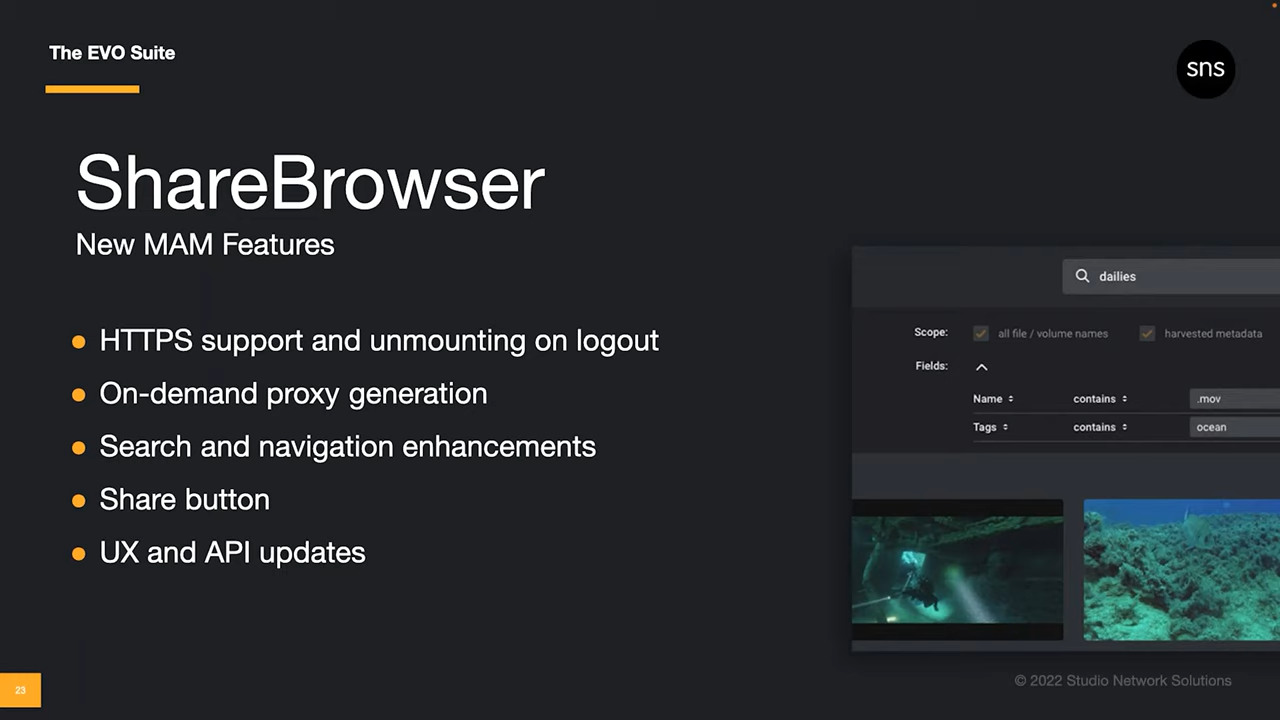 The EVO Suite
sns
ShareBrowser
New MAM Features
HTTPS support and unmounting on logout
On-demand proxy generation
Search and navigation enhancements
Share button
UX and API updates
dailies
Scope: all file / volume names harvested metadata
Fields:
Name contains .mov
Tags contains ocean
23
© 2022 Studio Network Solutions